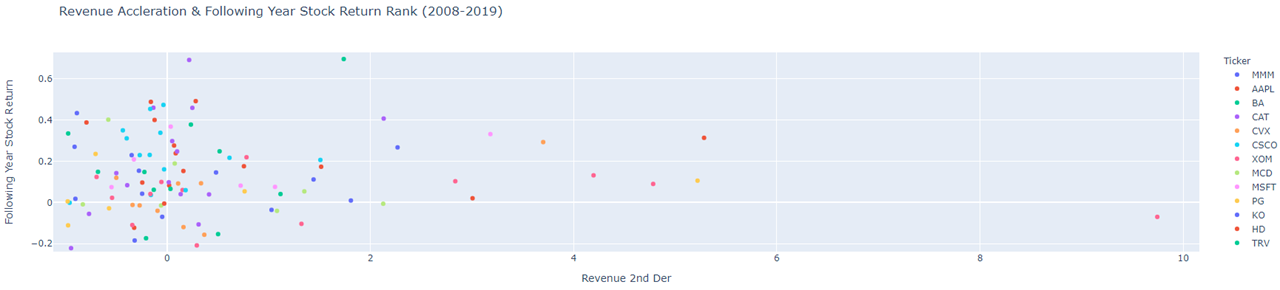 Revenue Accleration & Following Year Stock Return Rank (2008-2019)
Following Year Stock Return
0.6
0.4
0.2
0
−0.2
0
2
4
6
8
10
Revenue 2nd Der
Ticker
MMM
AAPL
BA
CAT
CVX
CSCO
XOM
MCD
MSFT
PG
KO
HD
TRV